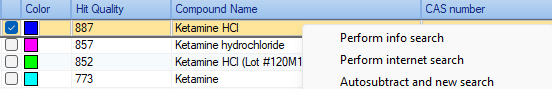 Color Hit Quality Compound Name CAS number
887 Ketamine HCl
Perform info search
857 Ketamine hydrochloride
Perform internet search
852 Ketamine HCl (Lot #120M1
773 Ketamine
Autosubtract and new search